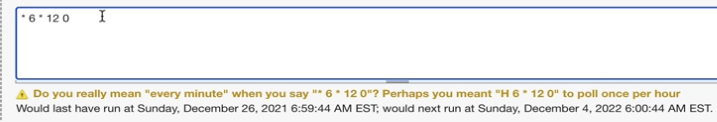 * 6 * 12 0
Do you really mean "every minute" when you say "* 6 * 12 0"? Perhaps you meant "H 6 * 12 0" to poll once per hour
Would last have run at Sunday, December 26, 2021 6:59:44 AM EST; would next run at Sunday, December 4, 2022 6:00:44 AM EST.